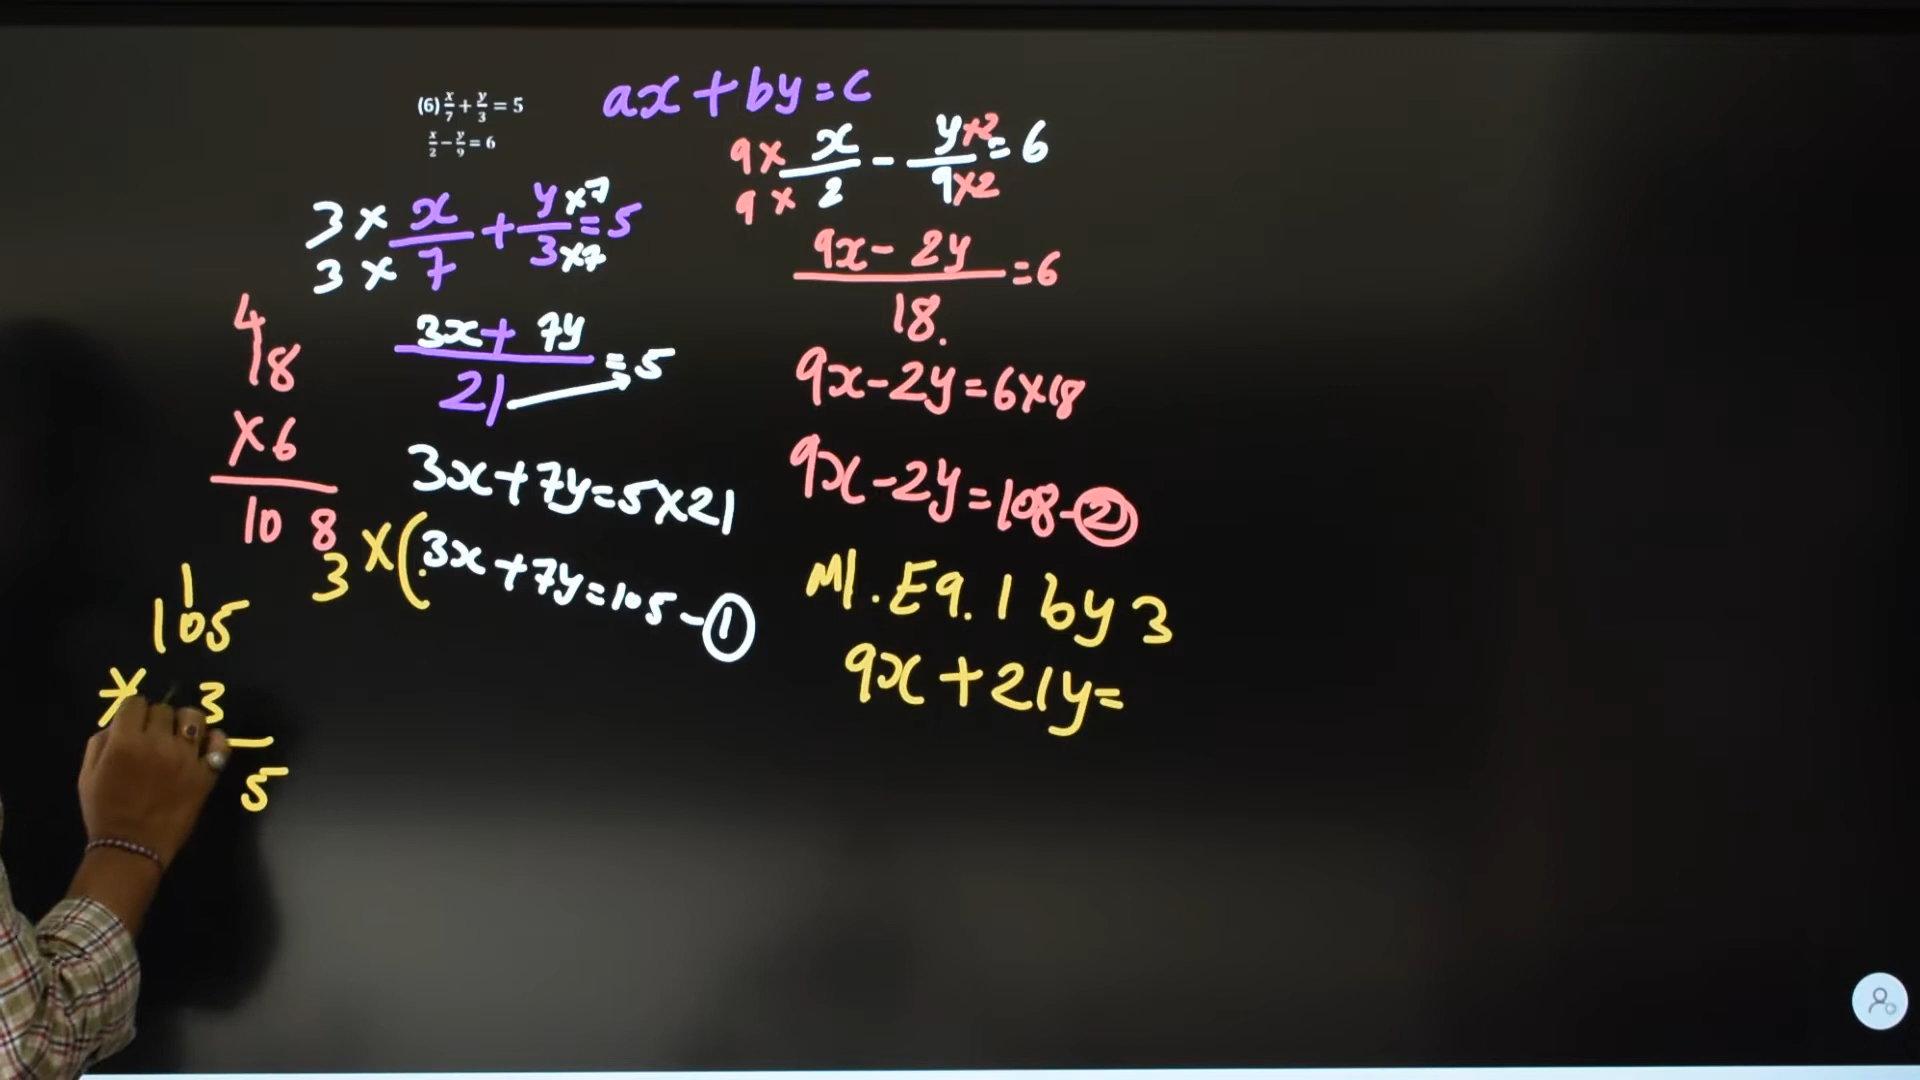 (6) x/7 + y/3 = 5
x/2 - y/9 = 6
ax + by = c
3 × x/3 × 7 + y × 7/3 × 7 = 5
3x + 7y/21 = 5
3x + 7y = 5 × 21
3 × (3x + 7y = 105 - ①
9 × x/9 × 2 - y × 2/9 × 2 = 6
9x - 2y/18. = 6
9x - 2y = 6 × 18
9x - 2y = 108 - ②
Ml. Eq. 1 by 3
9x + 21y =
4
18
× 6
108
1
105
× 3
5